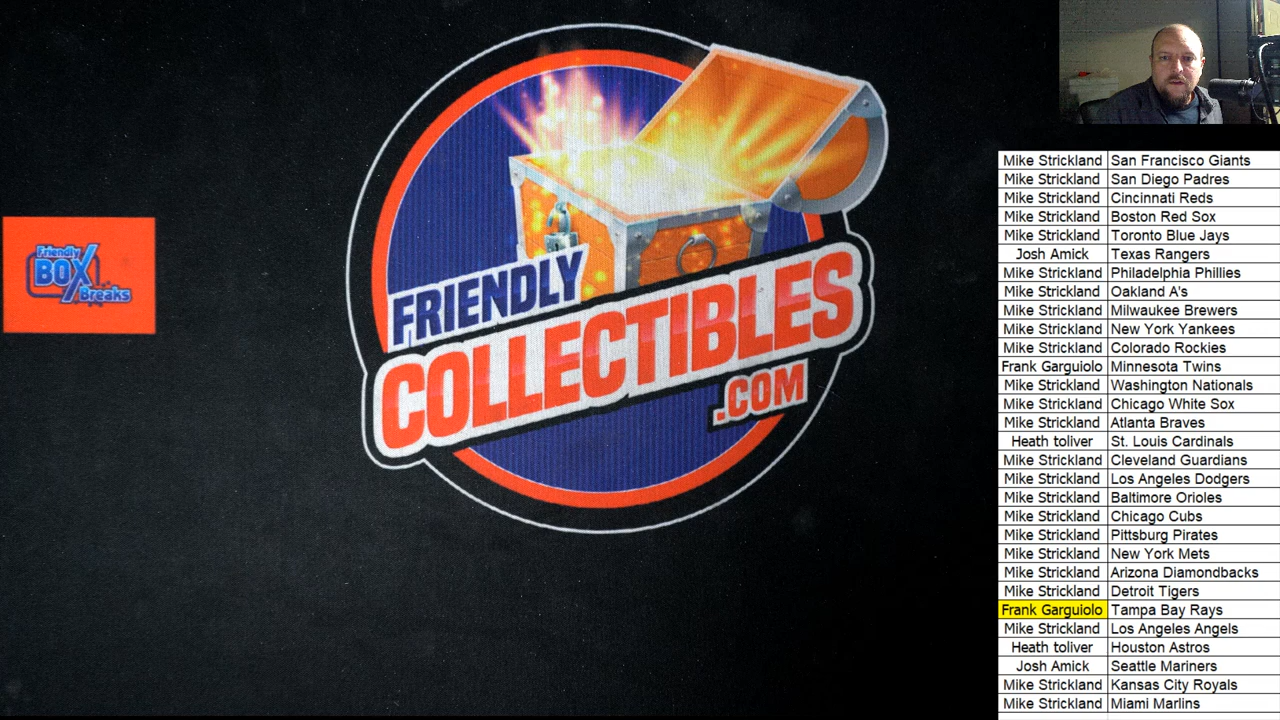 Friendly
BOX
Breaks
FRIENDLY
COLLECTIBLES
.COM
Mike Strickland San Francisco Giants
Mike Strickland San Diego Padres
Mike Strickland Cincinnati Reds
Mike Strickland Boston Red Sox
Mike Strickland Toronto Blue Jays
Josh Amick Texas Rangers
Mike Strickland Philadelphia Phillies
Mike Strickland Oakland A's
Mike Strickland Milwaukee Brewers
Mike Strickland New York Yankees
Mike Strickland Colorado Rockies
Frank Garguiolo Minnesota Twins
Mike Strickland Washington Nationals
Mike Strickland Chicago White Sox
Mike Strickland Atlanta Braves
Heath toliver St. Louis Cardinals
Mike Strickland Cleveland Guardians
Mike Strickland Los Angeles Dodgers
Mike Strickland Baltimore Orioles
Mike Strickland Chicago Cubs
Mike Strickland Pittsburg Pirates
Mike Strickland New York Mets
Mike Strickland Arizona Diamondbacks
Mike Strickland Detroit Tigers
Frank Garguiolo Tampa Bay Rays
Mike Strickland Los Angeles Angels
Heath toliver Houston Astros
Josh Amick Seattle Mariners
Mike Strickland Kansas City Royals
Mike Strickland Miami Marlins